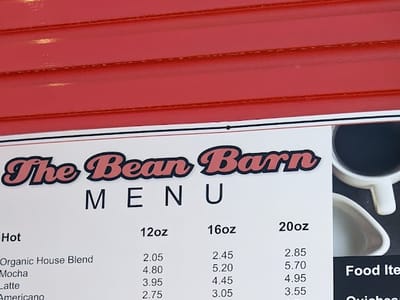 The Bean Barn
MENU
Hot 12oz 16oz 20oz
Organic House Blend 2.05 2.45 2.85
Mocha 4.80 5.20 5.70
Latte 3.95 4.45 4.95
Americano 2.75 3.05 3.55
Food Ite
Quiches